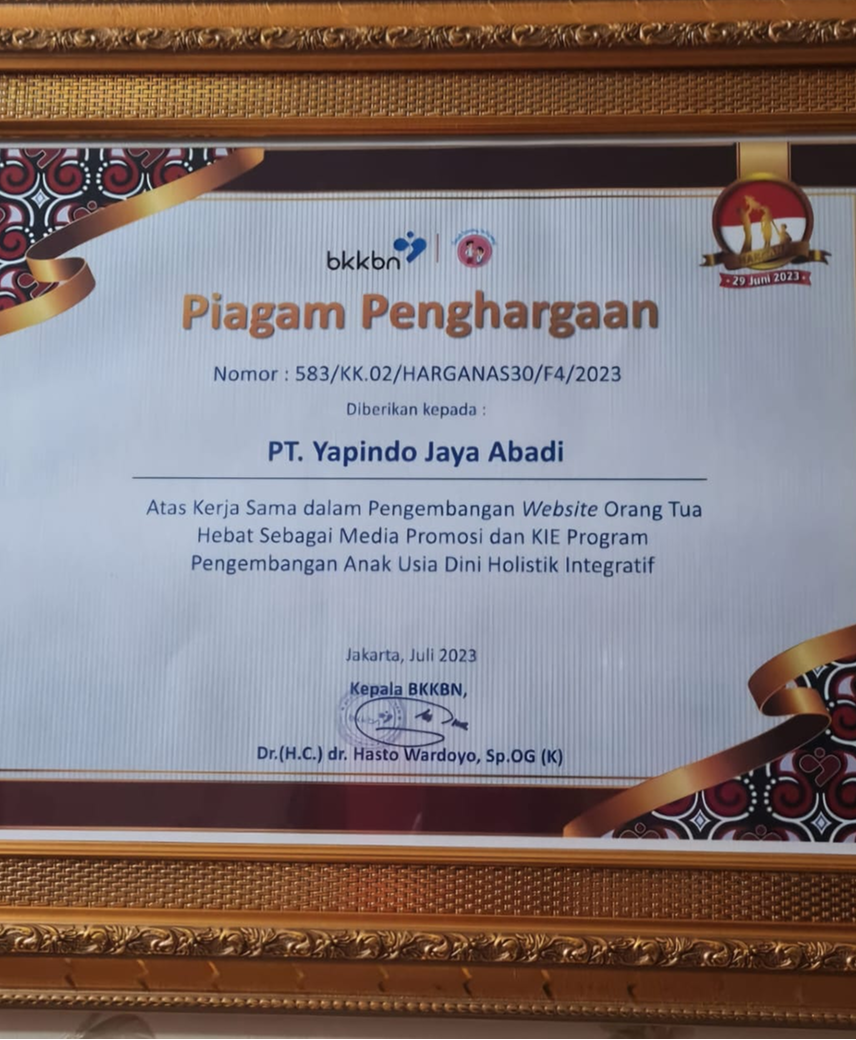 bkkbn
29 Juni 2023
Piagam Penghargaan
Nomor : 583/KK.02/HARGANAS30/F4/2023
Diberikan kepada :
PT. Yapindo Jaya Abadi
Atas Kerja Sama dalam Pengembangan Website Orang Tua
Hebat Sebagai Media Promosi dan KIE Program
Pengembangan Anak Usia Dini Holistik Integratif
Jakarta, Juli 2023
Kepala BKKBN,
Dr.(H.C.) dr. Hasto Wardoyo, Sp.OG (K)